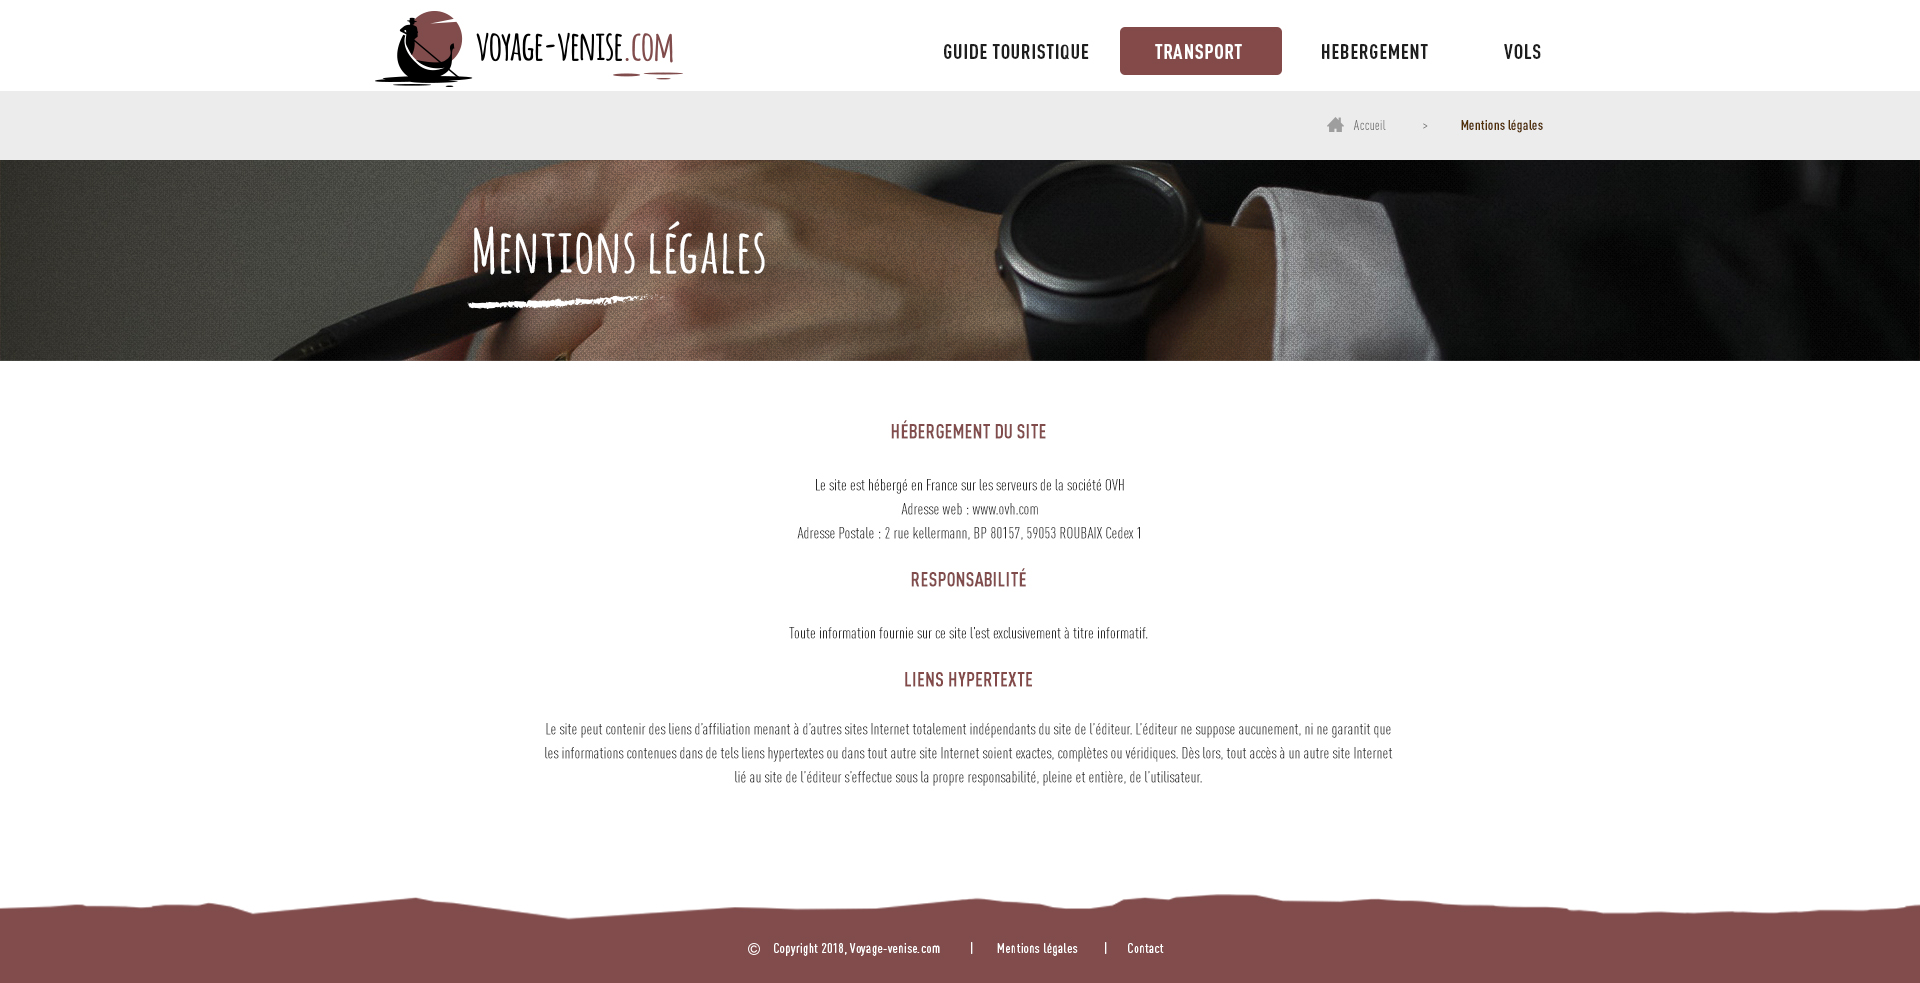 VOYAGE-VENISE.COM
GUIDE TOURISTIQUE
TRANSPORT
HEBERGEMENT
VOLS
Accueil > Mentions légales
Mentions légales
HÉBERGEMENT DU SITE
Le site est hébergé en France sur les serveurs de la société OVH
Adresse web : www.ovh.com
Adresse Postale : 2 rue kellermann, BP 80157, 59053 ROUBAIX Cedex 1
RESPONSABILITÉ
Toute information fournie sur ce site l'est exclusivement à titre informatif.
LIENS HYPERTEXTE
Le site peut contenir des liens d'affiliation menant à d'autres sites Internet totalement indépendants du site de l'éditeur. L'éditeur ne suppose aucunement, ni ne garantit que
les informations contenues dans de tels liens hypertextes ou dans tout autre site Internet soient exactes, complètes ou véridiques. Dès lors, tout accès à un autre site Internet
lié au site de l'éditeur s'effectue sous la propre responsabilité, pleine et entière, de l'utilisateur.
© Copyright 2018, Voyage-venise.com | Mentions légales | Contact